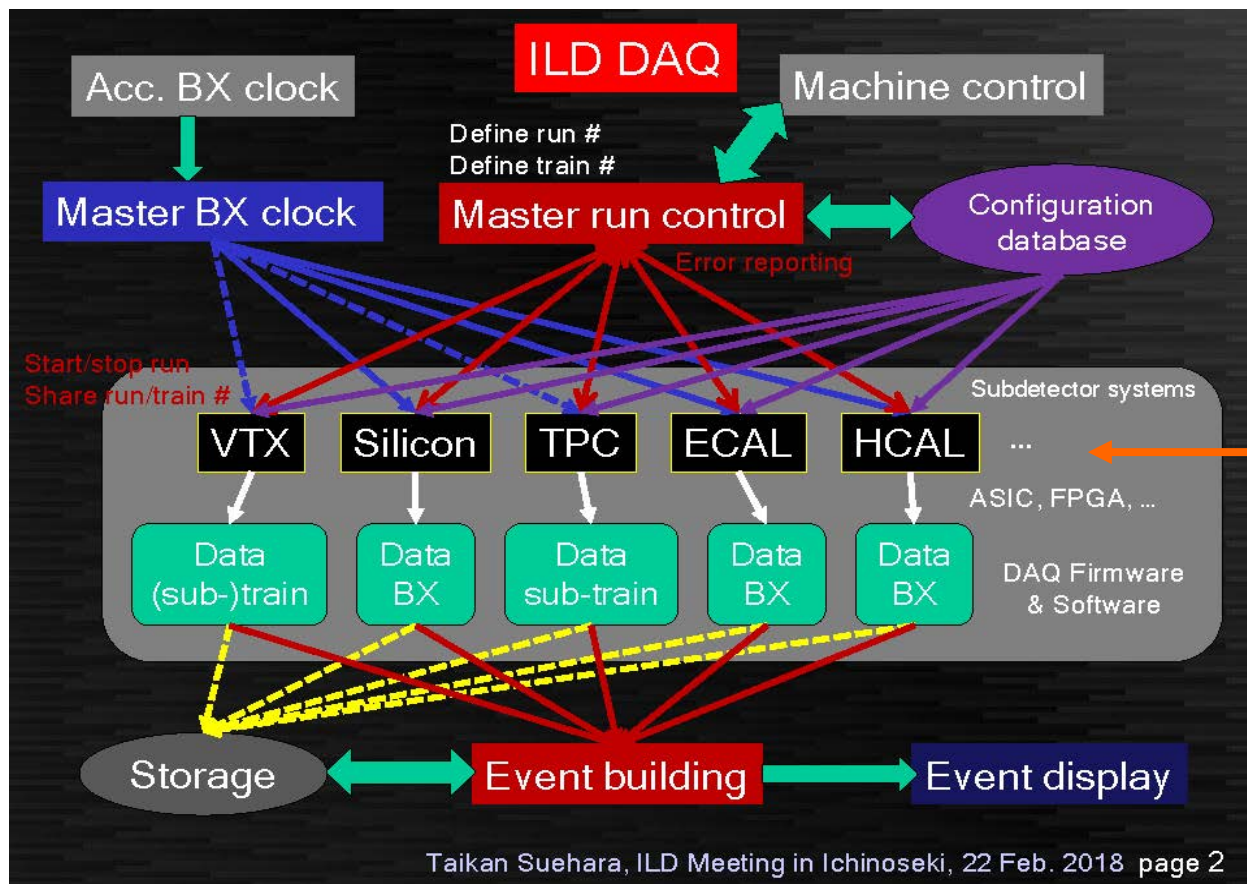 ILD DAQ
Acc. BX clock
Machine control
Define run #
Define train #
Master BX clock
Master run control
Configuration
database
Error reporting
Start/stop run
Share run/train #
Subdetector systems
VTX
Silicon
TPC
ECAL
HCAL
...
ASIC, FPGA, ...
Data
(sub-)train
Data
BX
Data
sub-train
Data
BX
Data
BX
DAQ Firmware
& Software
Storage
Event building
Event display
Taikan Suehara, ILD Meeting in Ichinoseki, 22 Feb. 2018 page 2